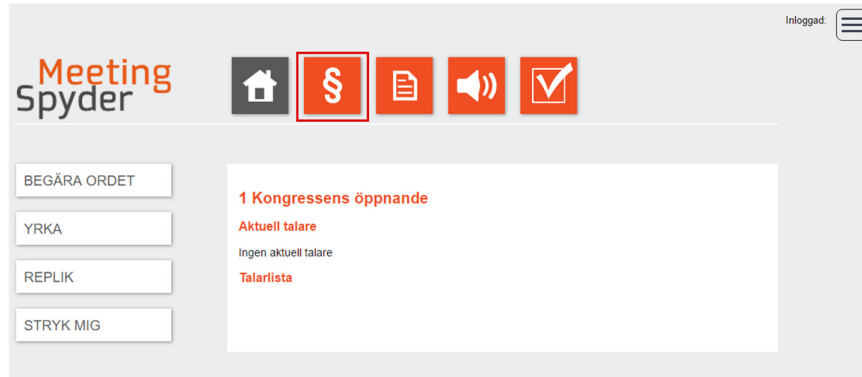 Inloggad:
Meeting
Spyder
§
BEGÄRA ORDET
YRKA
REPLIK
STRYK MIG
1 Kongressens öppnande
Aktuell talare
Ingen aktuell talare
Talarlista